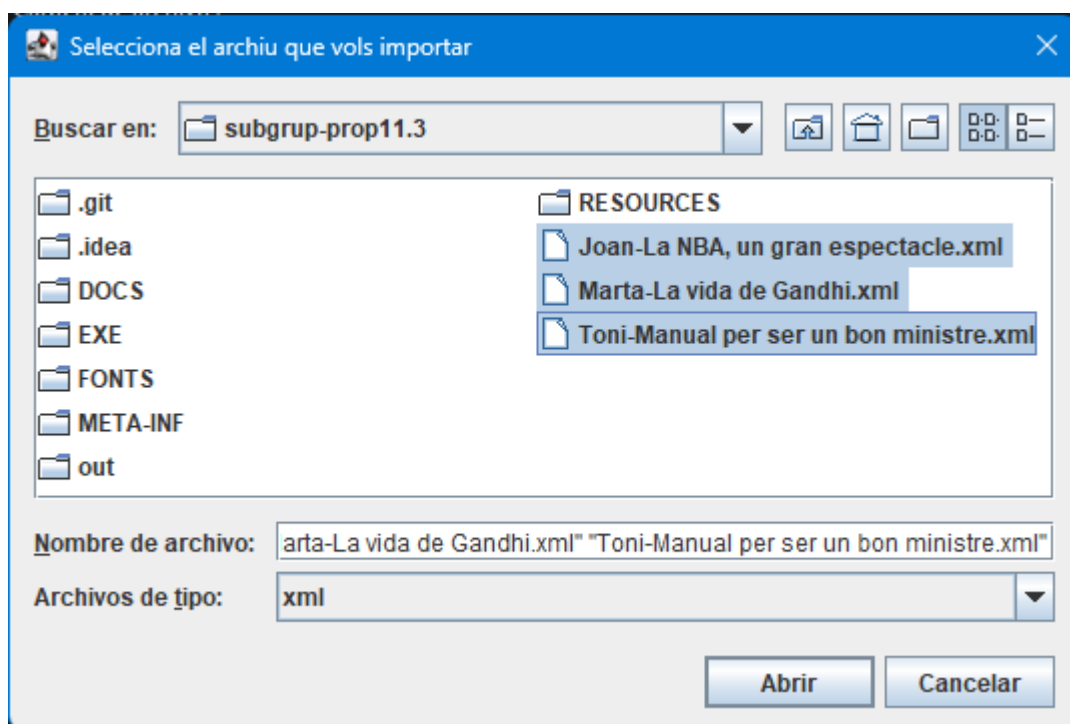 Selecciona el archiu que vols importar
Buscar en: subgrup-prop11.3
.git
.idea
DOCS
EXE
FONTS
META-INF
out
RESOURCES
Joan-La NBA, un gran espectacle.xml
Marta-La vida de Gandhi.xml
Toni-Manual per ser un bon ministre.xml
Nombre de archivo: arta-La vida de Gandhi.xml" "Toni-Manual per ser un bon ministre.xml"
Archivos de tipo: xml
Abrir Cancelar